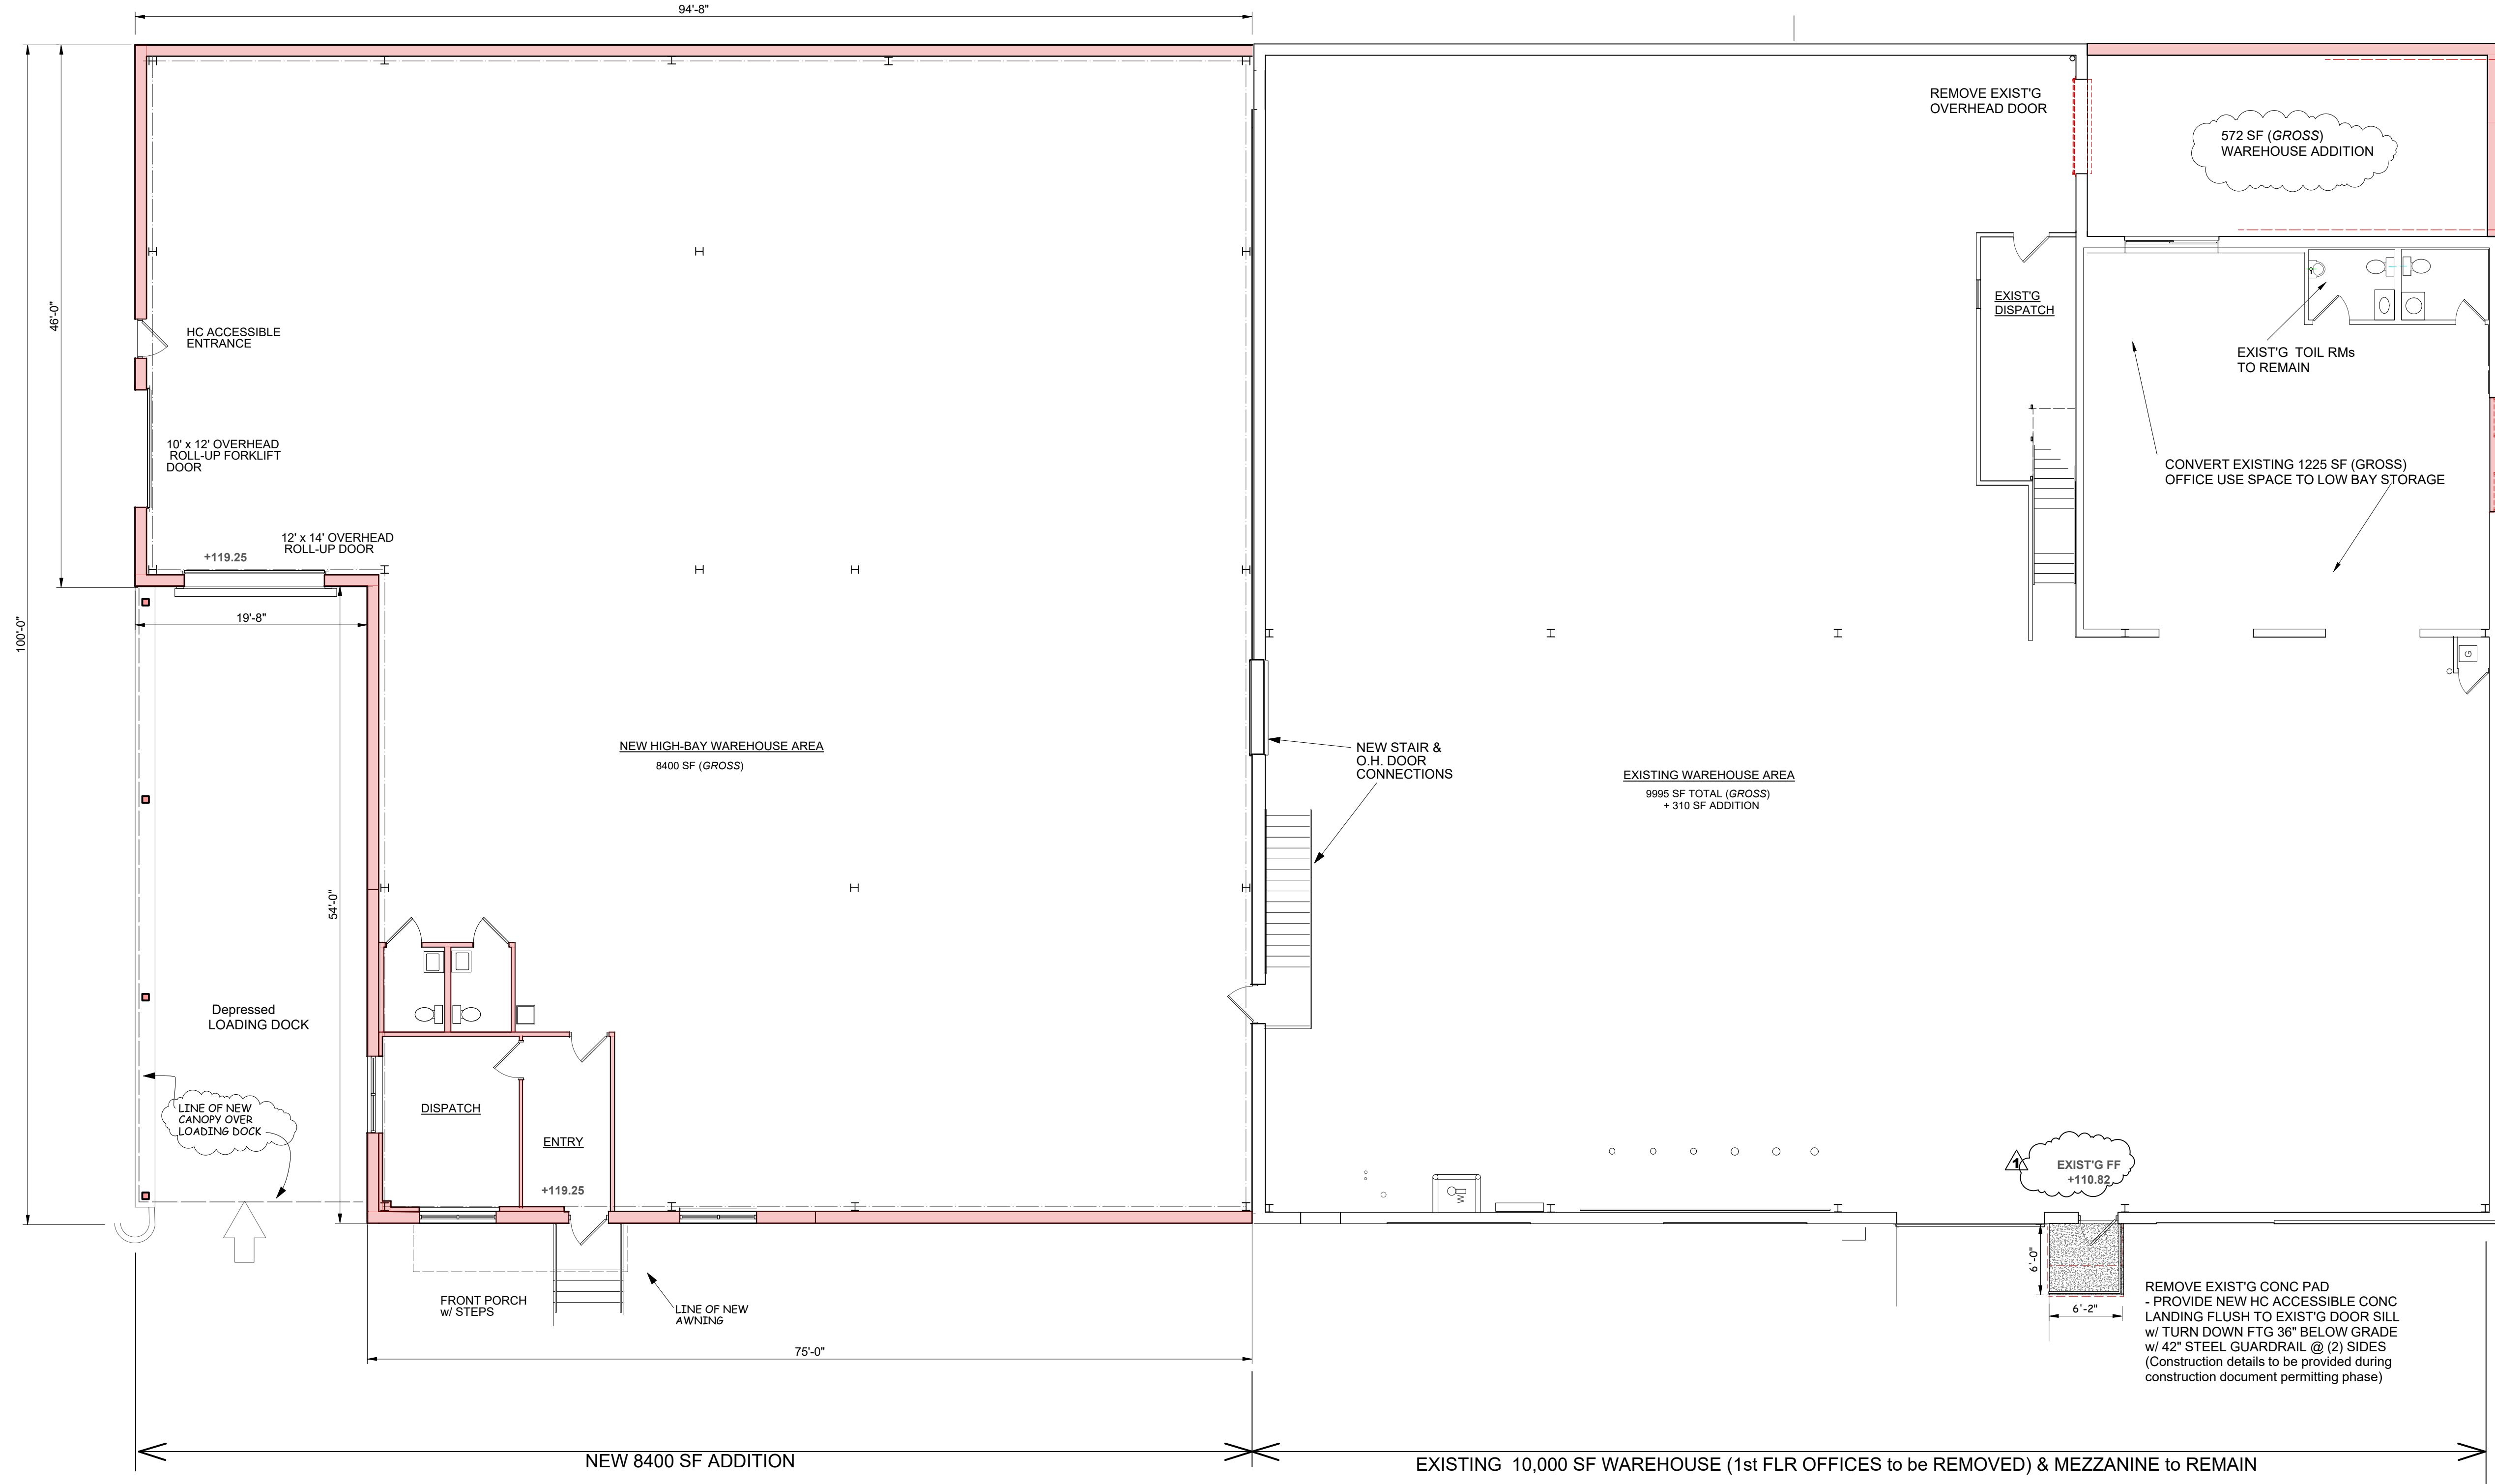 94'-8"
REMOVE EXIST'G
OVERHEAD DOOR
572 SF (GROSS)
WAREHOUSE ADDITION
46'-0"
100'-0"
HC ACCESSIBLE
ENTRANCE
EXIST'G
DISPATCH
EXIST'G TOIL RMs
TO REMAIN
10' x 12' OVERHEAD
ROLL-UP FORKLIFT
DOOR
CONVERT EXISTING 1225 SF (GROSS)
OFFICE USE SPACE TO LOW BAY STORAGE
12' x 14' OVERHEAD
ROLL-UP DOOR
+119.25
19'-8"
G
NEW HIGH-BAY WAREHOUSE AREA
8400 SF (GROSS)
NEW STAIR &
O.H. DOOR
CONNECTIONS
EXISTING WAREHOUSE AREA
9995 SF TOTAL (GROSS)
+ 310 SF ADDITION
54'-0"
Depressed
LOADING DOCK
LINE OF NEW
CANOPY OVER
LOADING DOCK
DISPATCH
ENTRY
+119.25
W
1
EXIST'G FF
+110.82
6'-0"
6'-2"
FRONT PORCH
w/ STEPS
LINE OF NEW
AWNING
REMOVE EXIST'G CONC PAD
- PROVIDE NEW HC ACCESSIBLE CONC
LANDING FLUSH TO EXIST'G DOOR SILL
w/ TURN DOWN FTG 36" BELOW GRADE
w/ 42" STEEL GUARDRAIL @ (2) SIDES
(Construction details to be provided during
construction document permitting phase)
75'-0"
NEW 8400 SF ADDITION
EXISTING 10,000 SF WAREHOUSE (1st FLR OFFICES to be REMOVED) & MEZZANINE to REMAIN